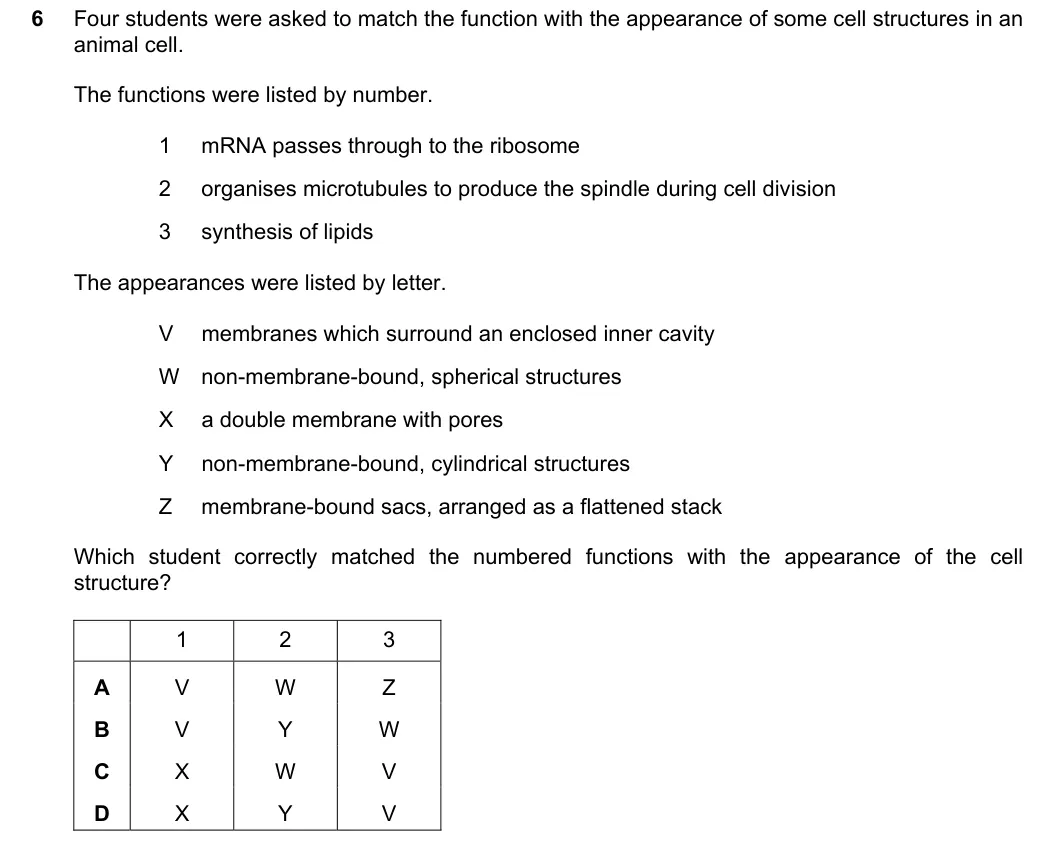 6 Four students were asked to match the function with the appearance of some cell structures in an
animal cell.
The functions were listed by number.
1 mRNA passes through to the ribosome
2 organises microtubules to produce the spindle during cell division
3 synthesis of lipids
The appearances were listed by letter.
V membranes which surround an enclosed inner cavity
W non-membrane-bound, spherical structures
X a double membrane with pores
Y non-membrane-bound, cylindrical structures
Z membrane-bound sacs, arranged as a flattened stack
Which student correctly matched the numbered functions with the appearance of the cell
structure?
1 2 3
A V W Z
B V Y W
C X W V
D X Y V